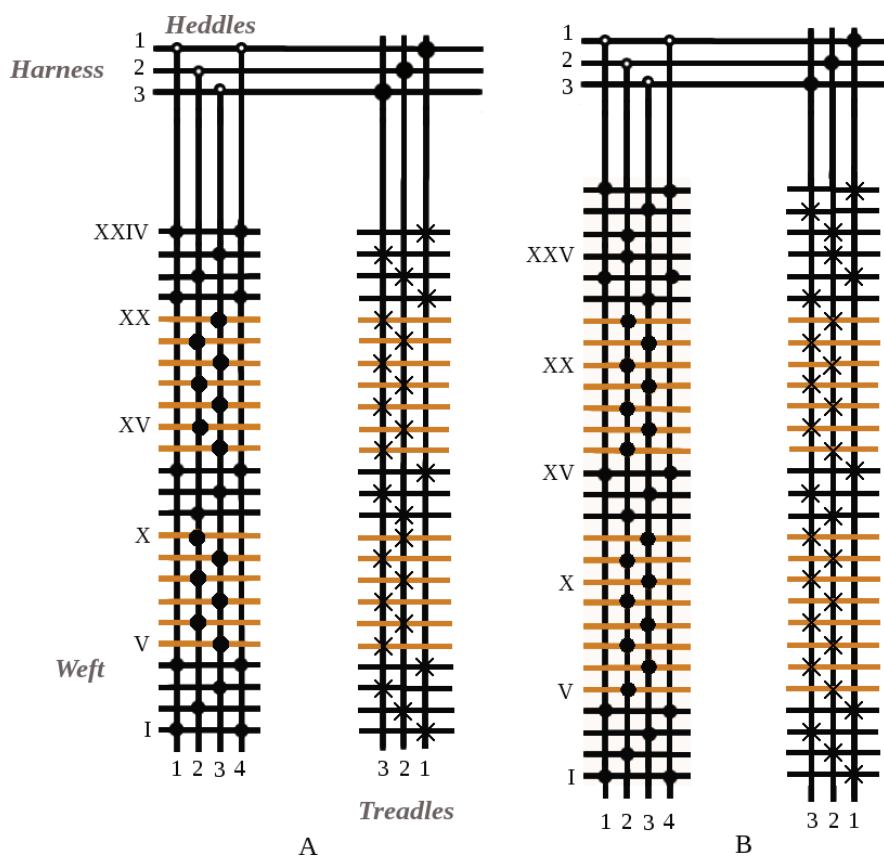 Heddles
Harness
1
2
3
XXIV
XX
XV
X
V
I
Weft
1 2 3 4
3 2 1
Treadles
A
1
2
3
XXV
XX
XV
X
V
I
1 2 3 4
3 2 1
B